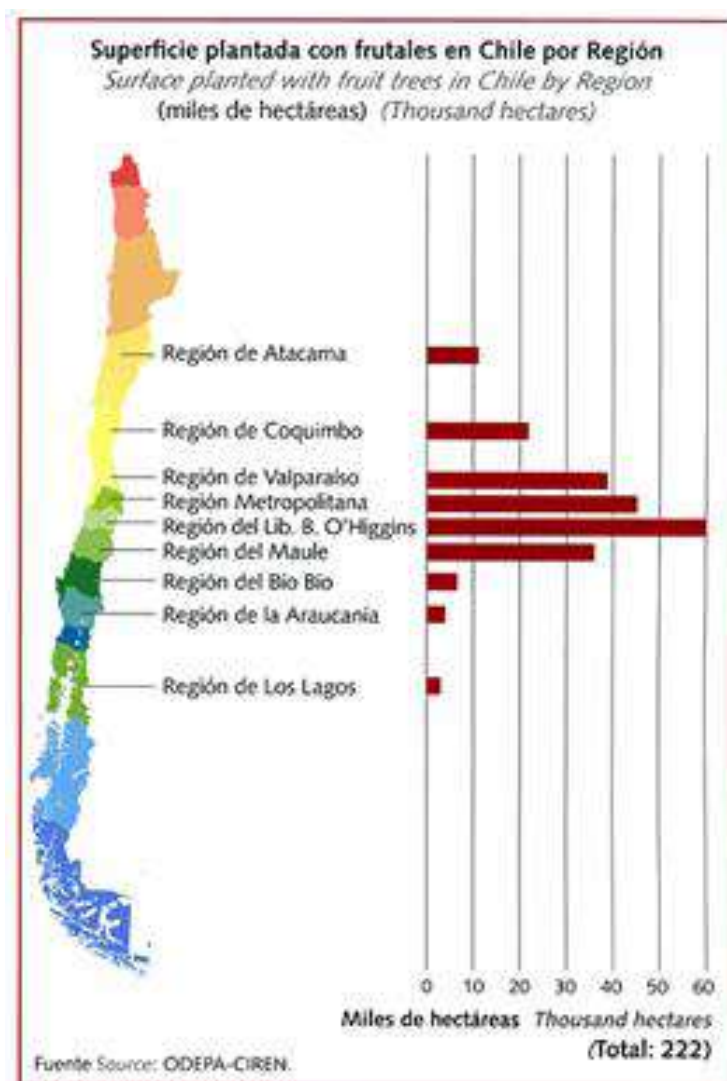 Superficie plantada con frutales en Chile por Región
Surface planted with fruit trees in Chile by Region
(miles de hectáreas) (Thousand hectares)
Región de Atacama
Región de Coquimbo
Región de Valparaíso
Región Metropolitana
Región del Lib. B. O'Higgins
Región del Maule
Región del Bio Bio
Región de la Araucanía
Región de Los Lagos
0 10 20 30 40 50 60
Miles de hectáreas Thousand hectares
(Total: 222)
Fuente Source: ODEPA-CIREN.